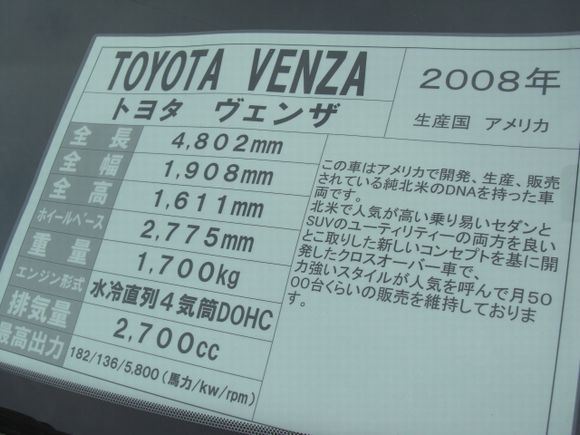 TOYOTA VENZA
トヨタ ヴェンザ
2008年
生産国 アメリカ
全長 4,802mm
全幅 1,908mm
全高 1,611mm
ホイールベース 2,775mm
重量 1,700kg
エンジン形式 水冷直列4気筒DOHC
排気量 2,700cc
最高出力 182/136/5,800(馬力/kw/rpm)
この車はアメリカで開発、生産、販売
されている純北米のDNAを持った車
両です。
北米で人気が高い乗り易いセダンと
SUVのユーティリティーの両方を良い
とこ取りした新しいコンセプトを基に開
発したクロスオーバー車で、
力強いスタイルが人気を呼んで月50
00台くらいの販売を維持しておりま
す。